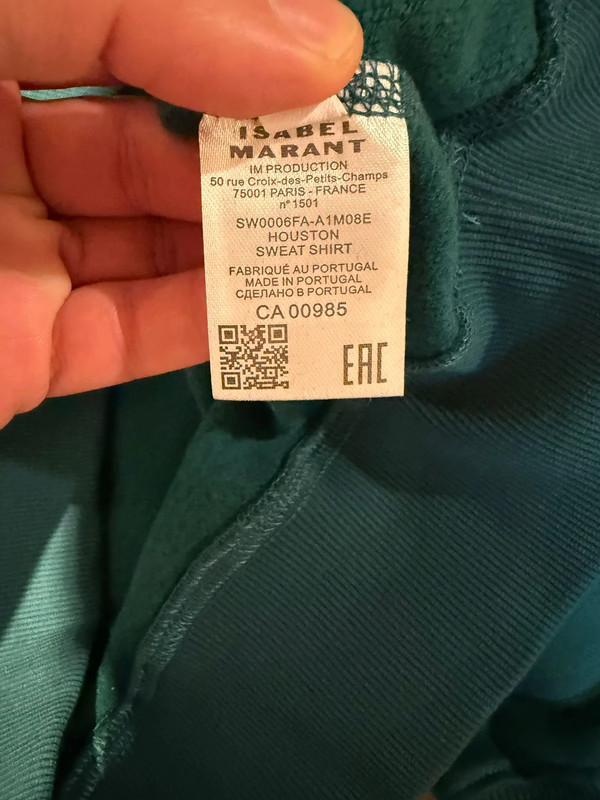 ISABEL
MARANT
IM PRODUCTION
50 rue Croix-des-Petits-Champs
75001 PARIS - FRANCE
n° 1501
SW0006FA-A1M08E
HOUSTON
SWEAT SHIRT
FABRIQUÉ AU PORTUGAL
MADE IN PORTUGAL
СДЕЛАНО В PORTUGAL
CA 00985
EAC